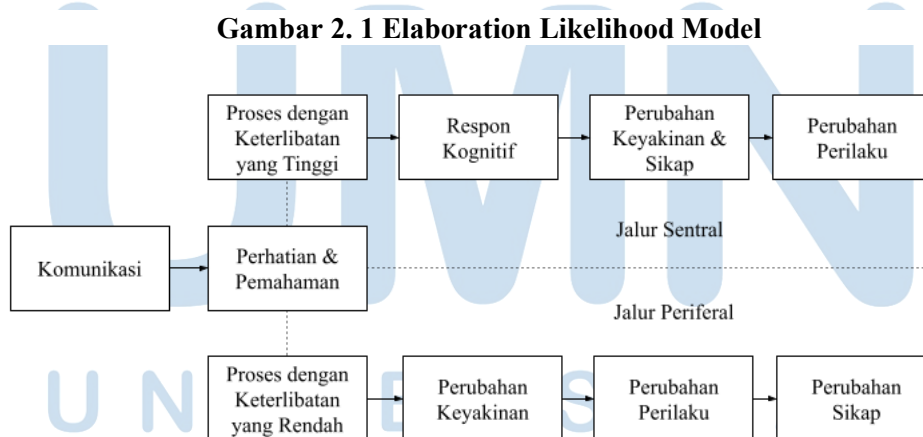 Gambar 2. 1 Elaboration Likelihood Model
UMN
Proses dengan
Keterlibatan
yang Tinggi
Respon
Kognitif
Perubahan
Keyakinan &
Sikap
Perubahan
Perilaku
Jalur Sentral
Komunikasi
Perhatian &
Pemahaman
Jalur Periferal
Proses dengan
Keterlibatan
yang Rendah
Perubahan
Keyakinan
Perubahan
Perilaku
Perubahan
Sikap